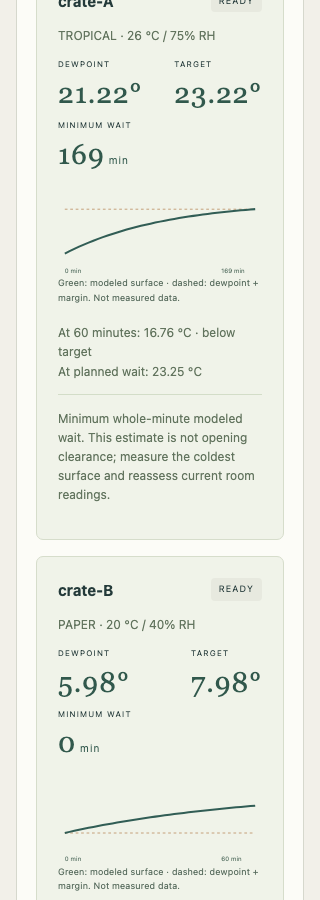 crate-A READY
TROPICAL · 26 °C / 75% RH
DEWPOINT TARGET
21.22° 23.22°
MINIMUM WAIT
169 min
0 min 169 min
Green: modeled surface · dashed: dewpoint +
margin. Not measured data.
At 60 minutes: 16.76 °C · below
target
At planned wait: 23.25 °C
Minimum whole-minute modeled
wait. This estimate is not opening
clearance; measure the coldest
surface and reassess current room
readings.
crate-B READY
PAPER · 20 °C / 40% RH
DEWPOINT TARGET
5.98° 7.98°
MINIMUM WAIT
0 min
0 min 60 min
Green: modeled surface · dashed: dewpoint +
margin. Not measured data.